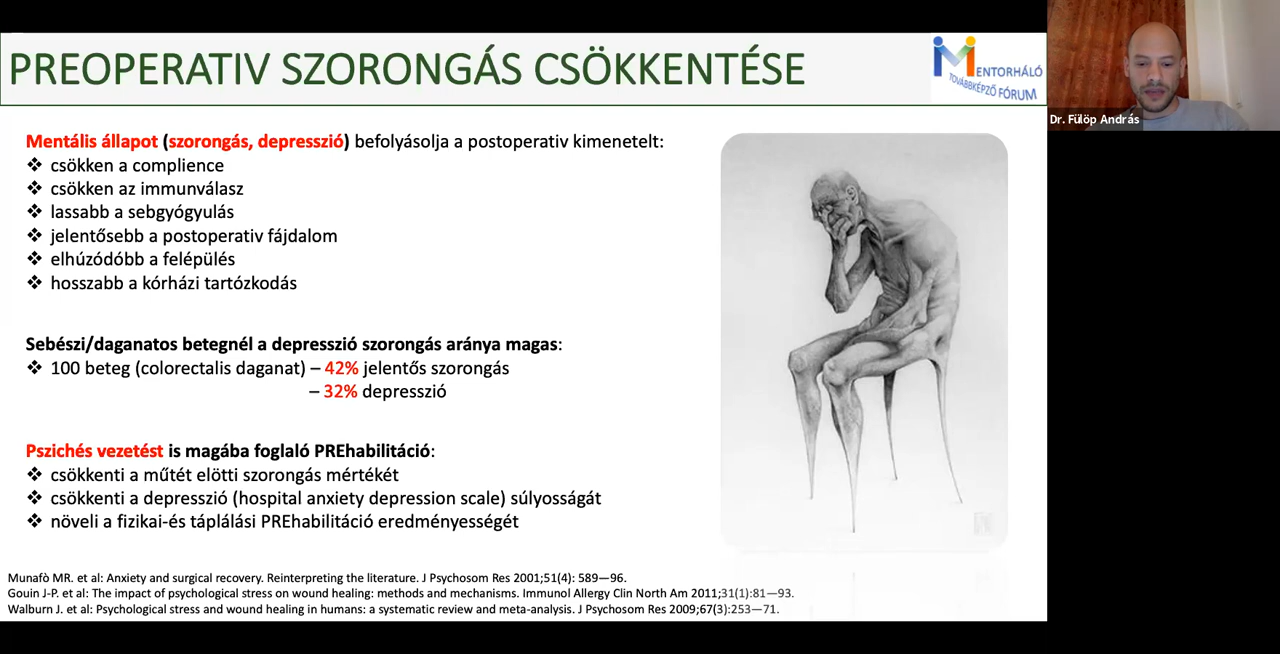 PREOPERATIV SZORONGÁS CSÖKKENTÉSE
MENTORHÁLÓ
TOVÁBBKÉPZŐ FÓRUM
Dr. Fülöp András
Mentális állapot (szorongás, depresszió) befolyásolja a postoperativ kimenetelt:
❖ csökken a complience
❖ csökken az immunválasz
❖ lassabb a sebgyógyulás
❖ jelentősebb a postoperativ fájdalom
❖ elhúzódóbb a felépülés
❖ hosszabb a kórházi tartózkodás
Sebészi/daganatos betegnél a depresszió szorongás aránya magas:
❖ 100 beteg (colorectalis daganat) – 42% jelentős szorongás
– 32% depresszió
Pszichés vezetést is magába foglaló PREhabilitáció:
❖ csökkenti a műtét elötti szorongás mértékét
❖ csökkenti a depresszió (hospital anxiety depression scale) súlyosságát
❖ növeli a fizikai-és táplálási PREhabilitáció eredményességét
Munafò MR. et al: Anxiety and surgical recovery. Reinterpreting the literature. J Psychosom Res 2001;51(4): 589—96.
Gouin J-P. et al: The impact of psychological stress on wound healing: methods and mechanisms. Immunol Allergy Clin North Am 2011;31(1):81—93.
Walburn J. et al: Psychological stress and wound healing in humans: a systematic review and meta-analysis. J Psychosom Res 2009;67(3):253—71.